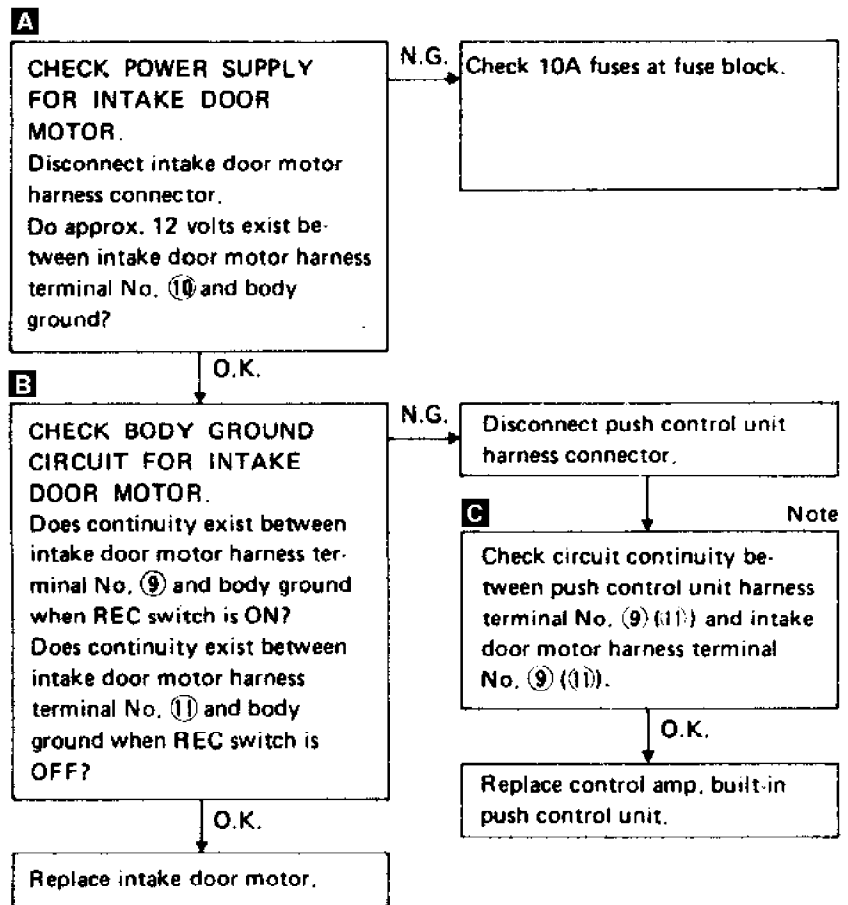 A
CHECK POWER SUPPLY
FOR INTAKE DOOR
MOTOR.
Disconnect intake door motor
harness connector.
Do approx. 12 volts exist be-
tween intake door motor harness
terminal No. ⑩ and body
ground?
N.G.
Check 10A fuses at fuse block.
O.K.
B
CHECK BODY GROUND
CIRCUIT FOR INTAKE
DOOR MOTOR.
Does continuity exist between
intake door motor harness ter-
minal No. ⑨ and body ground
when REC switch is ON?
Does continuity exist between
intake door motor harness
terminal No. ⑪ and body
ground when REC switch is
OFF?
N.G.
Disconnect push control unit
harness connector.
C
Note
Check circuit continuity be-
tween push control unit harness
terminal No. ⑨ (⑪) and intake
door motor harness terminal
No. ⑨ (⑪).
O.K.
Replace control amp. built-in
push control unit.
O.K.
Replace intake door motor.